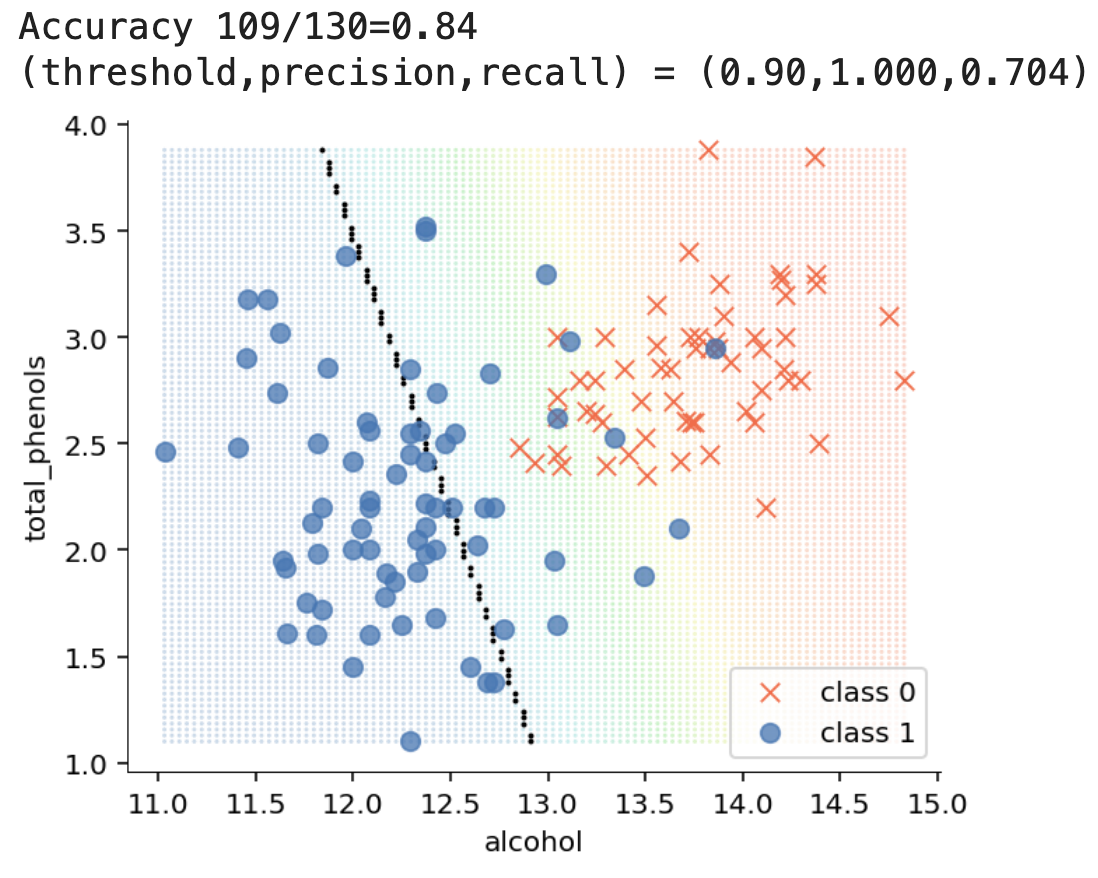 Accuracy 109/130=0.84
(threshold,precision,recall) = (0.90,1.000,0.704)
4.0
3.5
3.0
2.5
2.0
1.5
1.0
total_phenols
class 0
class 1
11.0 11.5 12.0 12.5 13.0 13.5 14.0 14.5 15.0
alcohol